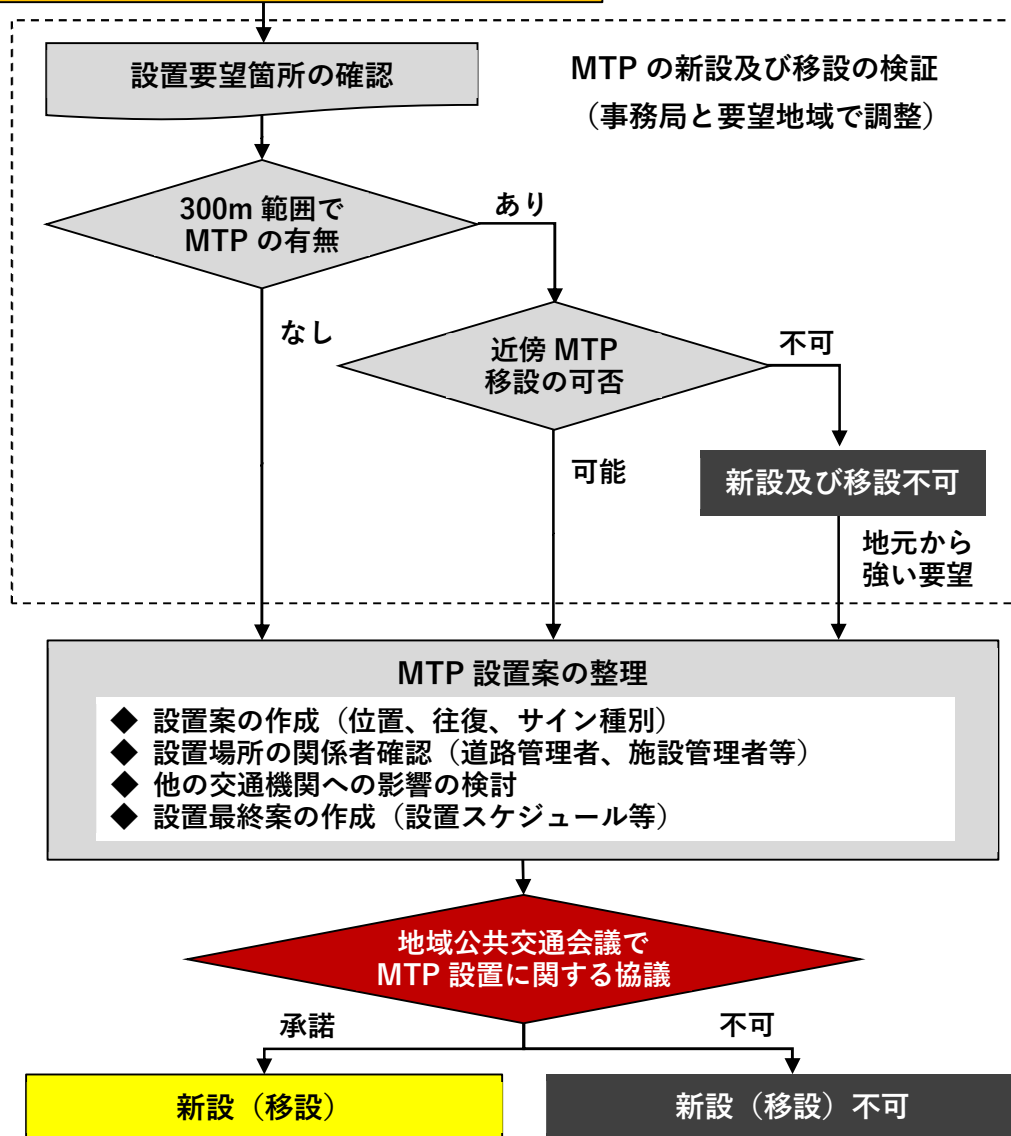 設置要望箇所の確認
MTP の新設及び移設の検証
（事務局と要望地域で調整）
300m 範囲で
MTP の有無
あり
なし
近傍 MTP
移設の可否
不可
可能
新設及び移設不可
地元から
強い要望
MTP 設置案の整理
◆ 設置案の作成（位置、往復、サイン種別）
◆ 設置場所の関係者確認（道路管理者、施設管理者等）
◆ 他の交通機関への影響の検討
◆ 設置最終案の作成（設置スケジュール等）
地域公共交通会議で
MTP 設置に関する協議
承諾
不可
新設（移設）
新設（移設）不可